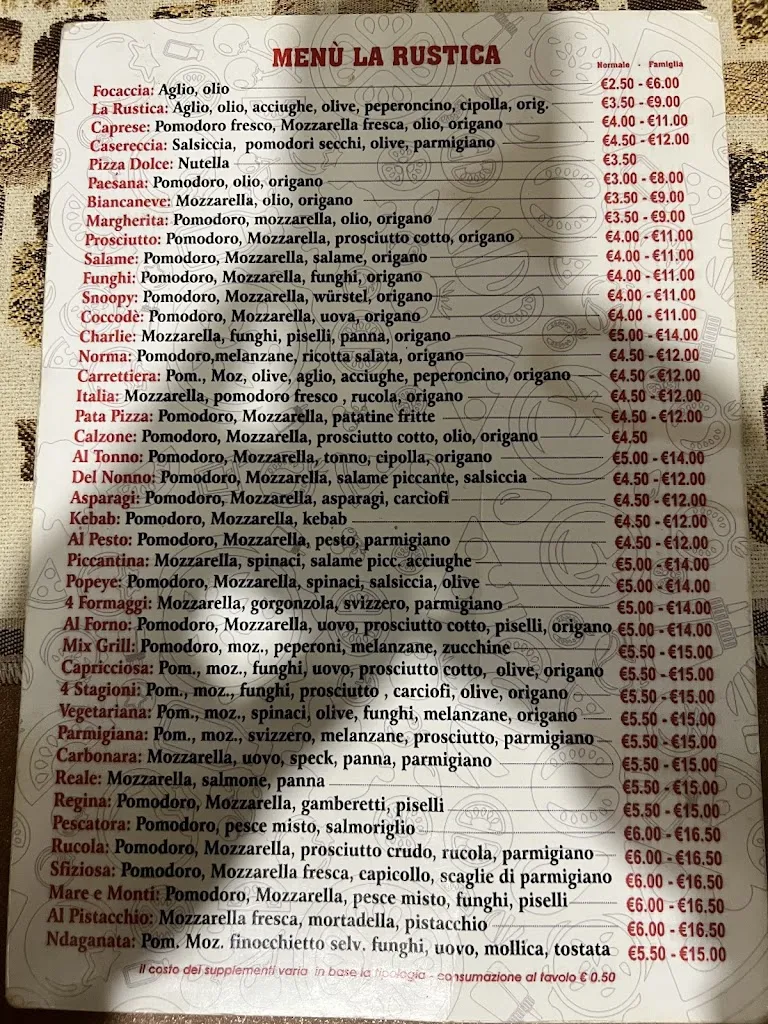 MENÙ LA RUSTICA
Normale - Famiglia
Focaccia: Aglio, olio €2.50 - €6.00
La Rustica: Aglio, olio, acciughe, olive, peperoncino, cipolla, orig. €3.50 - €9.00
Caprese: Pomodoro fresco, Mozzarella fresca, olio, origano €4.00 - €11.00
Casereccia: Salsiccia, pomodori secchi, olive, parmigiano €4.50 - €12.00
Pizza Dolce: Nutella €3.50
Paesana: Pomodoro, olio, origano €3.00 - €8.00
Biancaneve: Mozzarella, olio, origano €3.50 - €9.00
Margherita: Pomodoro, mozzarella, olio, origano €3.50 - €9.00
Prosciutto: Pomodoro, Mozzarella, prosciutto cotto, origano €4.00 - €11.00
Salame: Pomodoro, Mozzarella, salame, origano €4.00 - €11.00
Funghi: Pomodoro, Mozzarella, funghi, origano €4.00 - €11.00
Snoopy: Pomodoro, Mozzarella, würstel, origano €4.00 - €11.00
Coccodè: Pomodoro, Mozzarella, uova, origano €4.00 - €11.00
Charlie: Mozzarella, funghi, piselli, panna, origano €5.00 - €14.00
Norma: Pomodoro,melanzane, ricotta salata, origano €4.50 - €12.00
Carrettiera: Pom., Moz, olive, aglio, acciughe, peperoncino, origano €4.50 - €12.00
Italia: Mozzarella, pomodoro fresco , rucola, origano €4.50 - €12.00
Pata Pizza: Pomodoro, Mozzarella, patatine fritte €4.50 - €12.00
Calzone: Pomodoro, Mozzarella, prosciutto cotto, olio, origano €4.50
Al Tonno: Pomodoro, Mozzarella, tonno, cipolla, origano €5.00 - €14.00
Del Nonno: Pomodoro, Mozzarella, salame piccante, salsiccia €4.50 - €12.00
Asparagi: Pomodoro, Mozzarella, asparagi, carciofi €4.50 - €12.00
Kebab: Pomodoro, Mozzarella, kebab €4.50 - €12.00
Al Pesto: Pomodoro, Mozzarella, pesto, parmigiano €4.50 - €12.00
Piccantina: Mozzarella, spinaci, salame picc. acciughe €5.00 - €14.00
Popeye: Pomodoro, Mozzarella, spinaci, salsiccia, olive €5.00 - €14.00
4 Formaggi: Mozzarella, gorgonzola, svizzero, parmigiano €5.00 - €14.00
Al Forno: Pomodoro, Mozzarella, uovo, prosciutto cotto, piselli, origano €5.00 - €14.00
Mix Grill: Pomodoro, moz., peperoni, melanzane, zucchine €5.50 - €15.00
Capricciosa: Pom., moz., funghi, uovo, prosciutto cotto, olive, origano €5.50 - €15.00
4 Stagioni: Pom., moz., funghi, prosciutto , carciofi, olive, origano €5.50 - €15.00
Vegetariana: Pom., moz., spinaci, olive, funghi, melanzane, origano €5.50 - €15.00
Parmigiana: Pom., moz., svizzero, melanzane, prosciutto, parmigiano €5.50 - €15.00
Carbonara: Mozzarella, uovo, speck, panna, parmigiano €5.50 - €15.00
Reale: Mozzarella, salmone, panna €5.50 - €15.00
Regina: Pomodoro, Mozzarella, gamberetti, piselli €5.50 - €15.00
Pescatora: Pomodoro, pesce misto, salmoriglio €6.00 - €16.50
Rucola: Pomodoro, Mozzarella, prosciutto crudo, rucola, parmigiano €6.00 - €16.50
Sfiziosa: Pomodoro, Mozzarella fresca, capicollo, scaglie di parmigiano €6.00 - €16.50
Mare e Monti: Pomodoro, Mozzarella, pesce misto, funghi, piselli €6.00 - €16.50
Al Pistacchio: Mozzarella fresca, mortadella, pistacchio €6.00 - €16.50
Ndaganata: Pom. Moz. finocchietto selv. funghi, uovo, mollica, tostata €5.50 - €15.00
Il costo dei supplementi varia in base la tipologia - consumazione al tavolo € 0.50